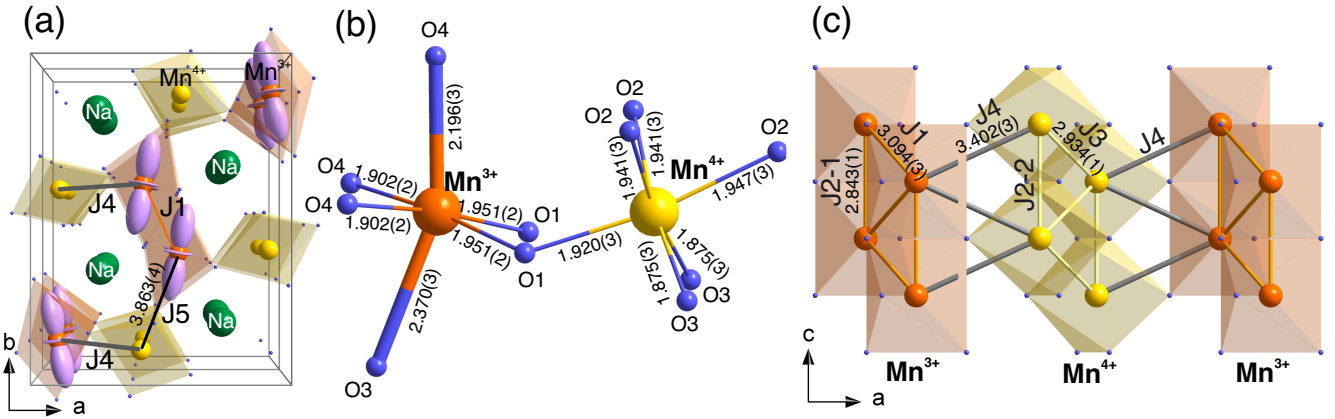 (a)
Mn⁴⁺
Mn³⁺
Na
Na
J4
J1
Na
3.863(4)
J5
Na
J4
b
a
(b)
O4
2.196(3)
O4
1.902(2)
Mn³⁺
O4
1.902(2)
1.951(2)
O1
1.951(2)
O1
2.370(3)
O3
O2
O2
1.941(3)
1.941(3)
Mn⁴⁺
O2
1.947(3)
1.920(3)
1.875(3)
1.875(3)
O3
O3
(c)
J1
3.094(3)
J4
3.402(3)
J3
2.934(1)
J4
J2-1
2.843(1)
J2-2
c
a
Mn³⁺
Mn⁴⁺
Mn³⁺